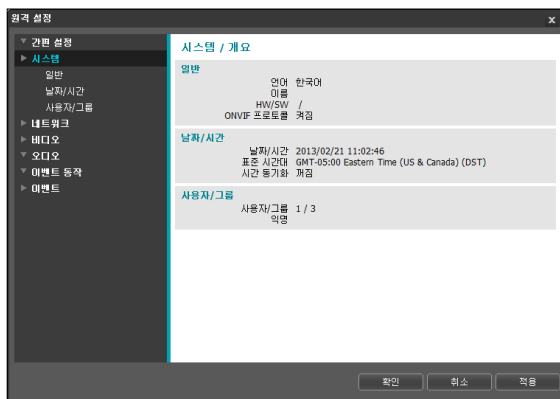 원격 설정
x
간편 설정
시스템
일반
날짜/시간
사용자/그룹
네트워크
비디오
오디오
이벤트 동작
이벤트
시스템 / 개요
일반
언어 한국어
이름
HW/SW /
ONVIF 프로토콜 켜짐
날짜/시간
날짜/시간 2013/02/21 11:02:46
표준 시간대 GMT-05:00 Eastern Time (US & Canada) (DST)
시간 동기화 꺼짐
사용자/그룹
사용자/그룹 1 / 3
익명
확인
취소
적용